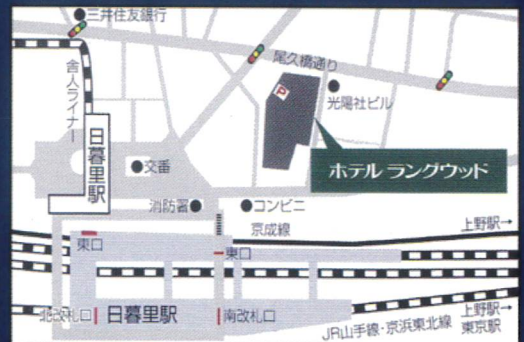 三井住友銀行
尾久橋通り
舎人ライナー
P
光陽社ビル
日暮里駅
交番
ホテル ラングウッド
消防署
コンビニ
京成線
上野駅→
東口
東口
北改札口
日暮里駅
南改札口
上野駅→
JR山手線・京浜東北線
東京駅